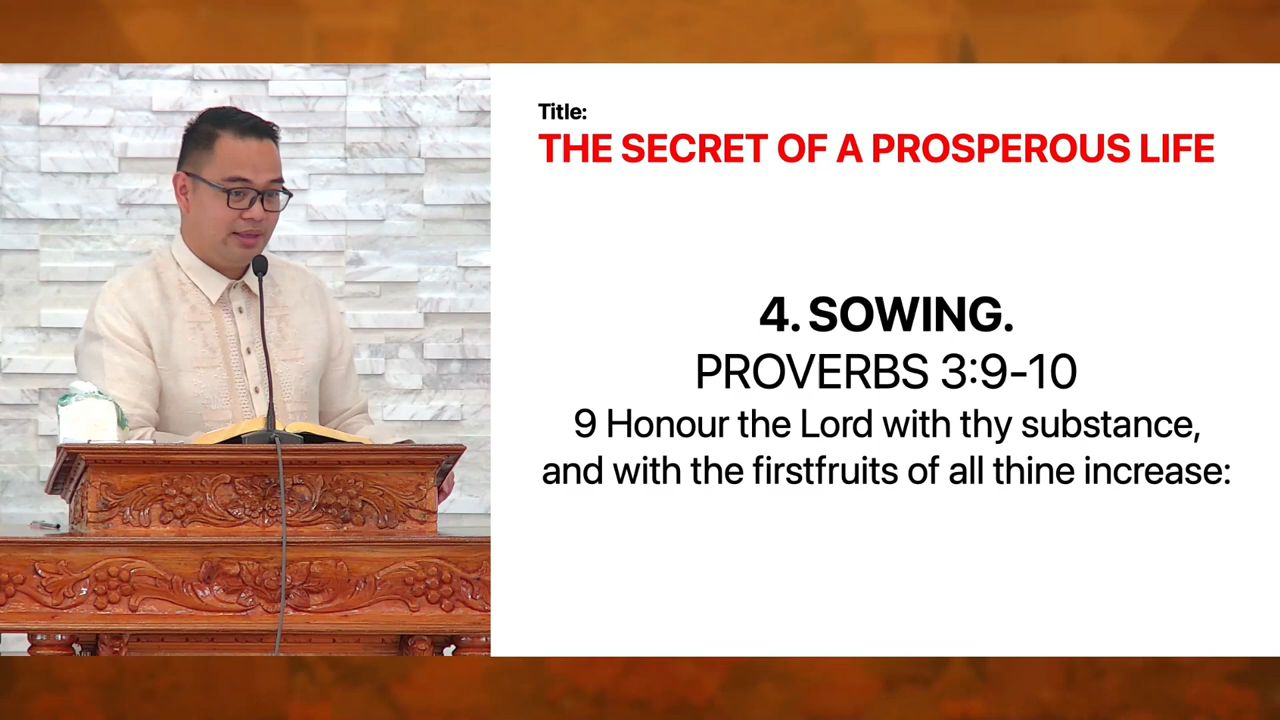 Title:
THE SECRET OF A PROSPEROUS LIFE
4. SOWING.
PROVERBS 3:9-10
9 Honour the Lord with thy substance,
and with the firstfruits of all thine increase: